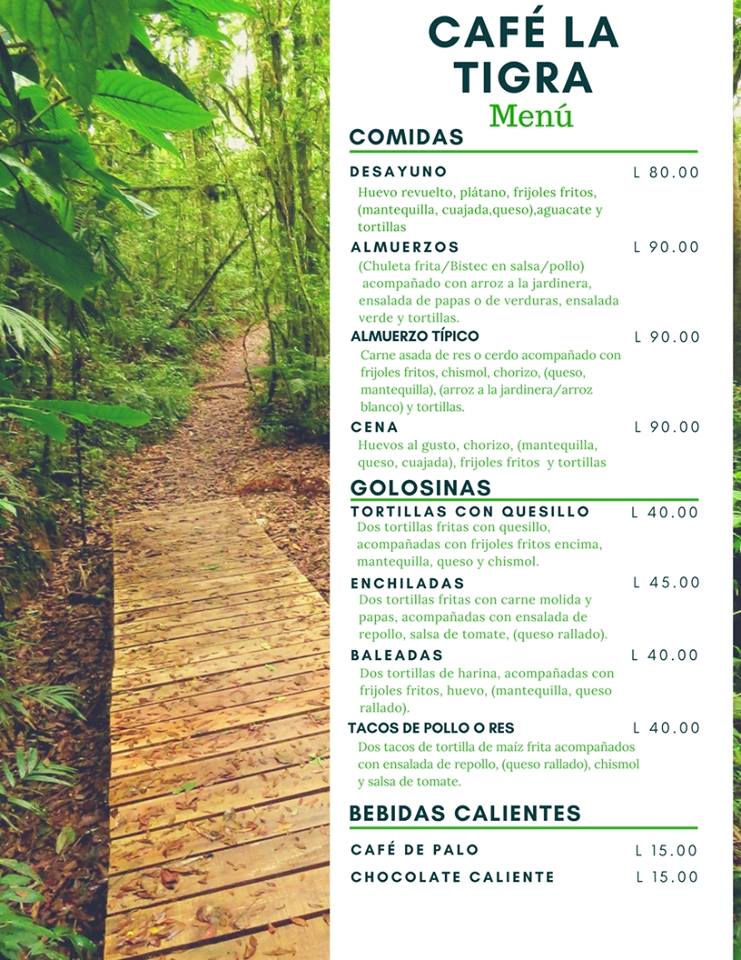 CAFÉ LA
TIGRA
Menú
COMIDAS
DESAYUNO L 80.00
Huevo revuelto, plátano, frijoles fritos,
(mantequilla, cuajada,queso),aguacate y
tortillas
ALMUERZOS L 90.00
(Chuleta frita/Bistec en salsa/pollo)
acompañado con arroz a la jardinera,
ensalada de papas o de verduras, ensalada
verde y tortillas.
ALMUERZO TÍPICO L 90.00
Carne asada de res o cerdo acompañado con
frijoles fritos, chismol, chorizo, (queso,
mantequilla), (arroz a la jardinera/arroz
blanco) y tortillas.
CENA L 90.00
Huevos al gusto, chorizo, (mantequilla,
queso, cuajada), frijoles fritos y tortillas
GOLOSINAS
TORTILLAS CON QUESILLO L 40.00
Dos tortillas fritas con quesillo,
acompañadas con frijoles fritos encima,
mantequilla, queso y chismol.
ENCHILADAS L 45.00
Dos tortillas fritas con carne molida y
papas, acompañadas con ensalada de
repollo, salsa de tomate, (queso rallado).
BALEADAS L 40.00
Dos tortillas de harina, acompañadas con
frijoles fritos, huevo, (mantequilla, queso
rallado).
TACOS DE POLLO O RES L 40.00
Dos tacos de tortilla de maíz frita acompañados
con ensalada de repollo, (queso rallado), chismol
y salsa de tomate.
BEBIDAS CALIENTES
CAFÉ DE PALO L 15.00
CHOCOLATE CALIENTE L 15.00